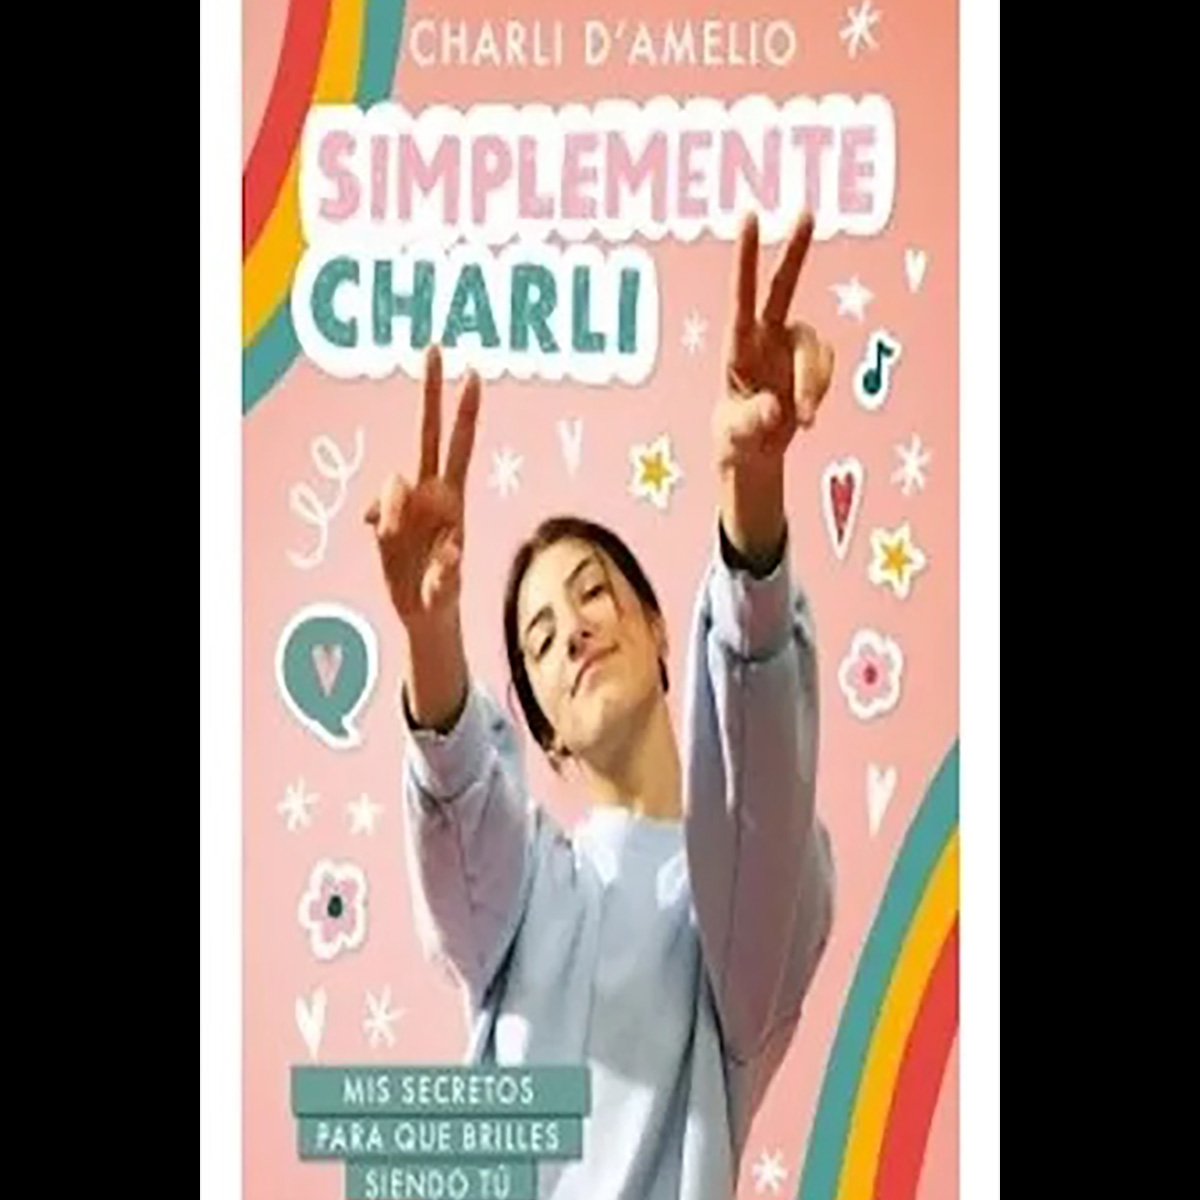 CHARLI D'AMELIO
SIMPLEMENTE
CHARLI
MIS SECRETOS
PARA QUE BRILLES
SIENDO TÚ